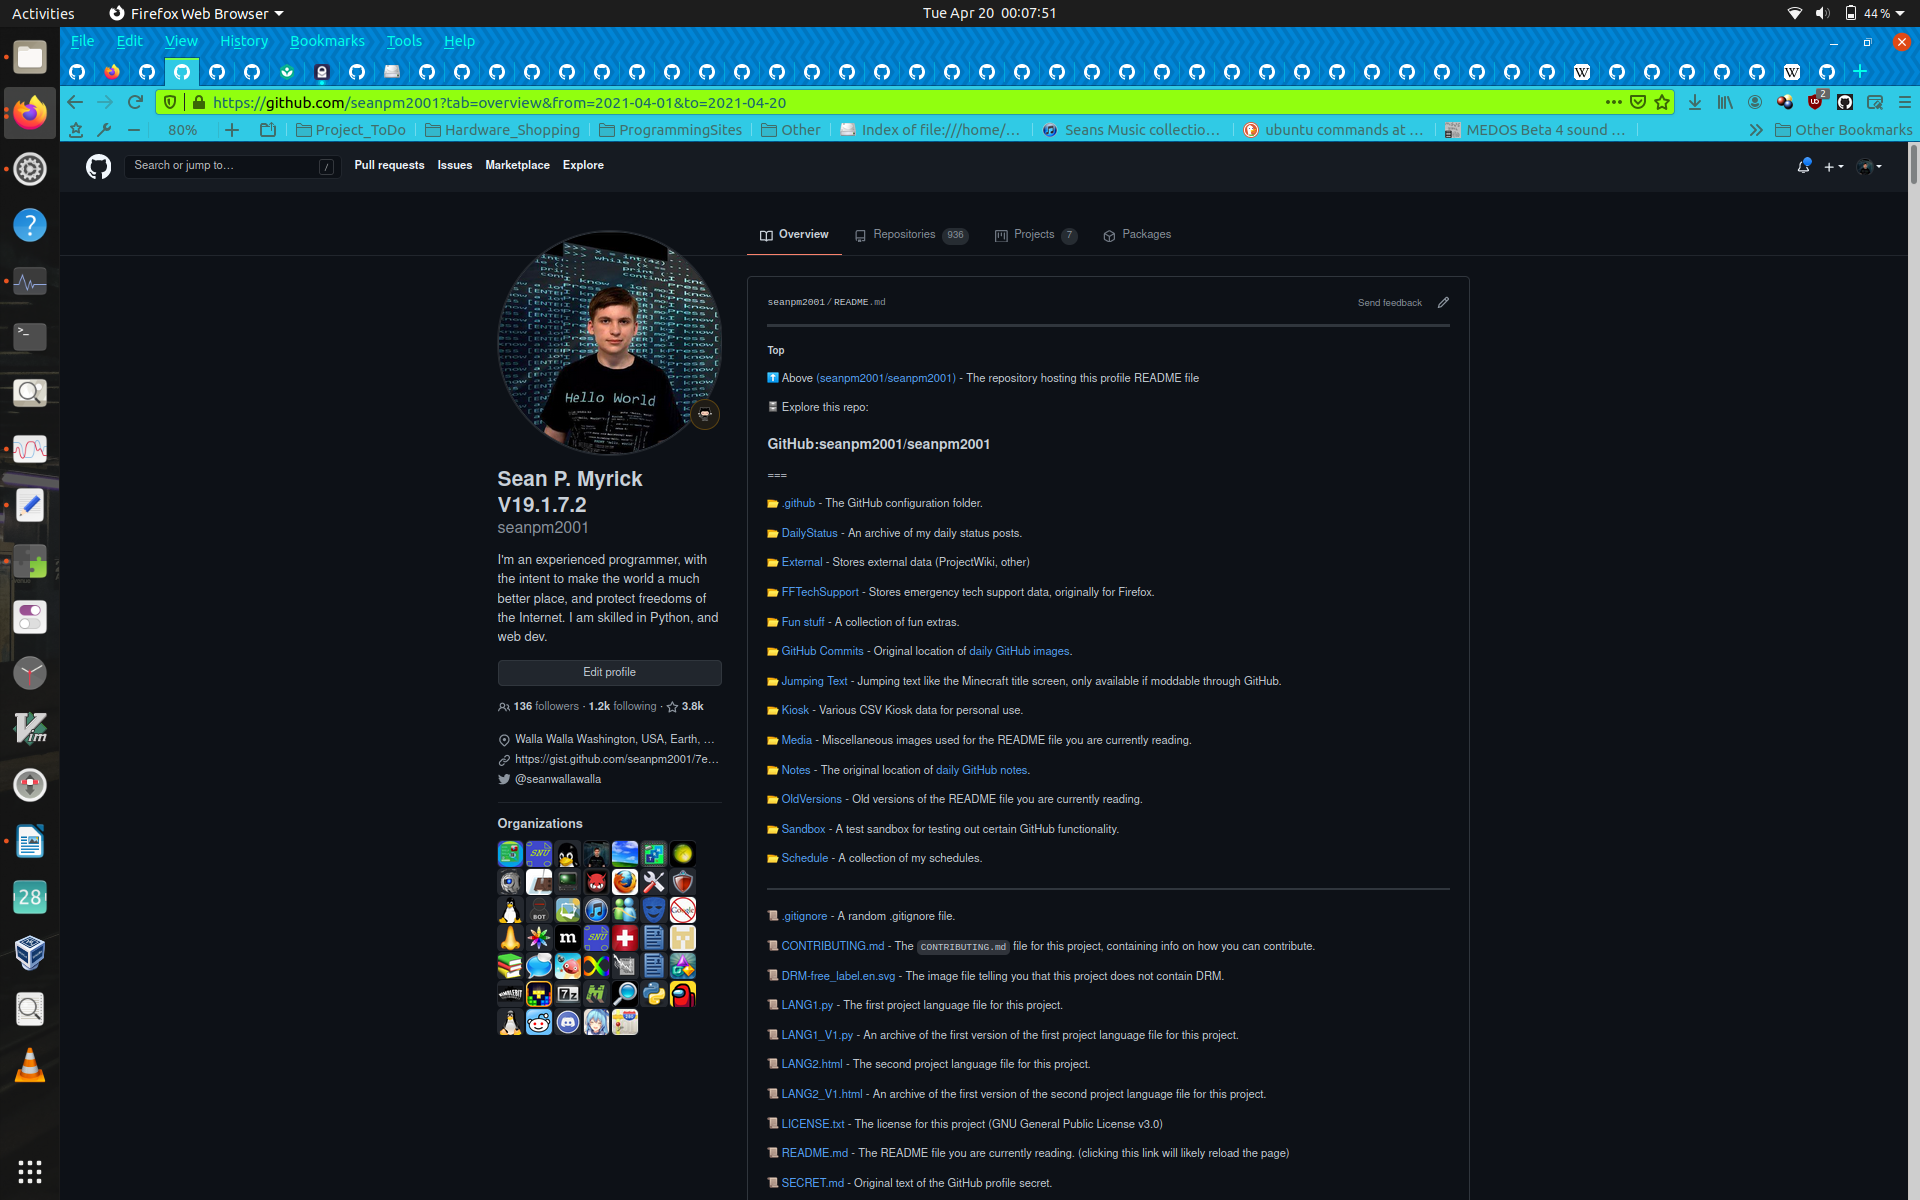 Activities
Firefox Web Browser
Tue Apr 20 00:07:51
44 %
File Edit View History Bookmarks Tools Help
https://github.com/seanpm2001?tab=overview&from=2021-04-01&to=2021-04-20
2
80%
Project_ToDo
Hardware_Shopping
ProgrammingSites
Other
Index of file:///home/…
Seans Music collectio…
ubuntu commands at …
MEDOS Beta 4 sound …
Other Bookmarks
Search or jump to…
/
Pull requests
Issues
Marketplace
Explore
Overview
Repositories 936
Projects 7
Packages
Hello World
Sean P. Myrick
V19.1.7.2
seanpm2001
I'm an experienced programmer, with
the intent to make the world a much
better place, and protect freedoms of
the Internet. I am skilled in Python, and
web dev.
Edit profile
136 followers · 1.2k following · 3.8k
Walla Walla Washington, USA, Earth, …
https://gist.github.com/seanpm2001/7e…
@seanwallawalla
Organizations
seanpm2001/README.md
Send feedback
Top
Above (seanpm2001/seanpm2001) - The repository hosting this profile README file
Explore this repo:
GitHub:seanpm2001/seanpm2001
===
.github - The GitHub configuration folder.
DailyStatus - An archive of my daily status posts.
External - Stores external data (ProjectWiki, other)
FFTechSupport - Stores emergency tech support data, originally for Firefox.
Fun stuff - A collection of fun extras.
GitHub Commits - Original location of daily GitHub images.
Jumping Text - Jumping text like the Minecraft title screen, only available if moddable through GitHub.
Kiosk - Various CSV Kiosk data for personal use.
Media - Miscellaneous images used for the README file you are currently reading.
Notes - The original location of daily GitHub notes.
OldVersions - Old versions of the README file you are currently reading.
Sandbox - A test sandbox for testing out certain GitHub functionality.
Schedule - A collection of my schedules.
.gitignore - A random .gitignore file.
CONTRIBUTING.md - The CONTRIBUTING.md file for this project, containing info on how you can contribute.
DRM-free_label.en.svg - The image file telling you that this project does not contain DRM.
LANG1.py - The first project language file for this project.
LANG1_V1.py - An archive of the first version of the first project language file for this project.
LANG2.html - The second project language file for this project.
LANG2_V1.html - An archive of the first version of the second project language file for this project.
LICENSE.txt - The license for this project (GNU General Public License v3.0)
README.md - The README file you are currently reading. (clicking this link will likely reload the page)
SECRET.md - Original text of the GitHub profile secret.
28